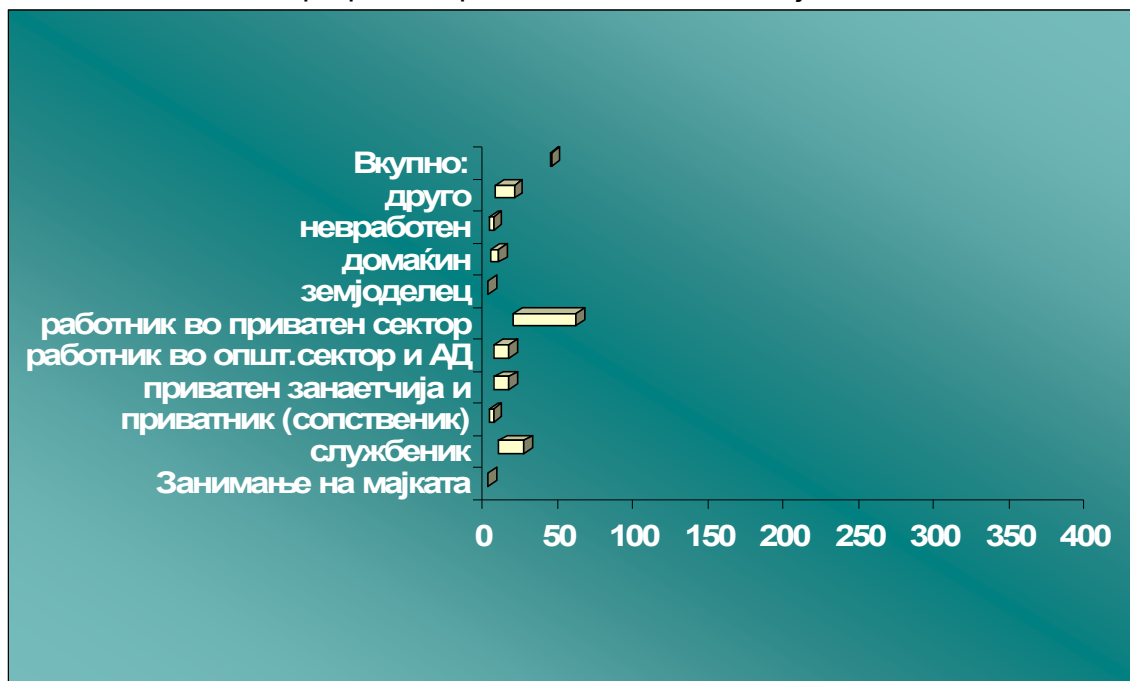 Вкупно:
друго
невработен
домаќин
земјоделец
работник во приватен сектор
работник во општ.сектор и АД
приватен занаетчија и
приватник (сопственик)
службеник
Занимање на мајката
0 50 100 150 200 250 300 350 400